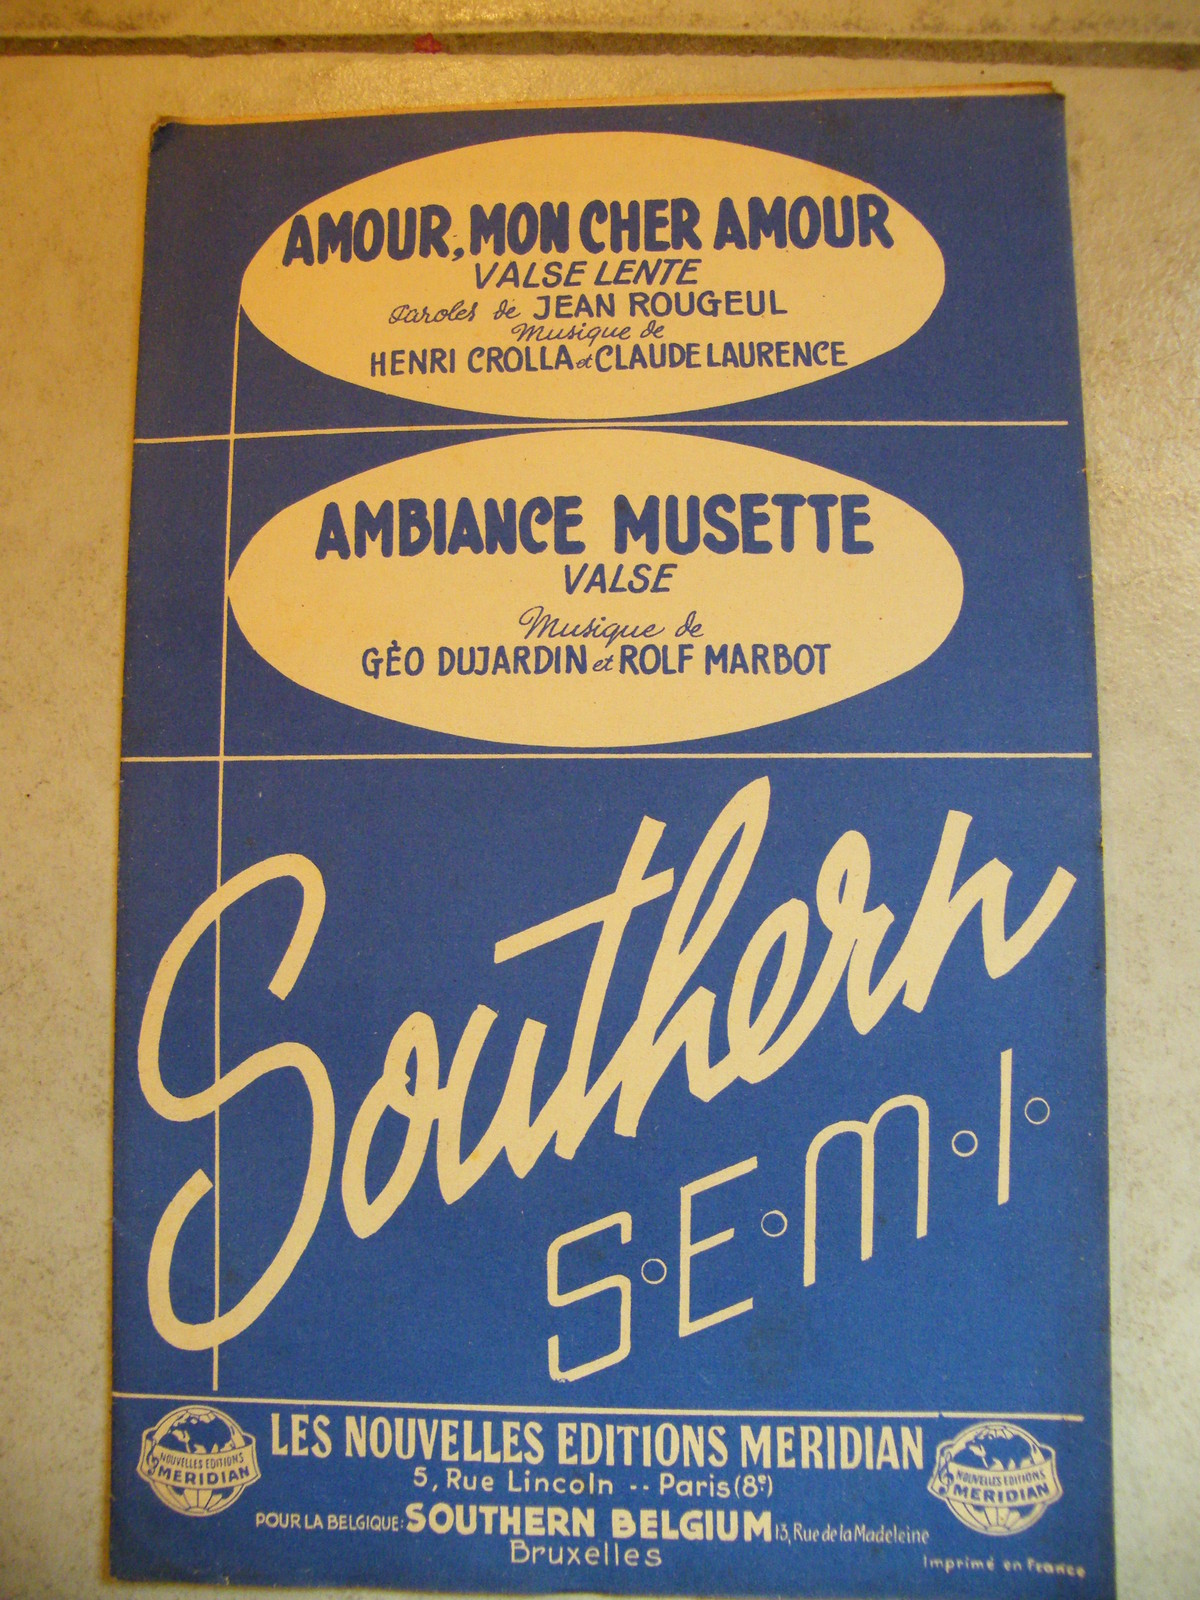 AMOUR, MON CHER AMOUR
VALSE LENTE
Paroles de JEAN ROUGEUL
Musique de
HENRI CROLLA et CLAUDE LAURENCE
AMBIANCE MUSETTE
VALSE
Musique de
GÈO DUJARDIN et ROLF MARBOT
Southern
S.E.M.I.
LES NOUVELLES EDITIONS MERIDIAN
5, Rue Lincoln -- Paris (8e)
POUR LA BELGIQUE: SOUTHERN BELGIUM 13, Rue de la Madeleine
Bruxelles
NOUVELLES EDITIONS
MERIDIAN
NOUVELLES EDITIONS
MERIDIAN
Imprimé en France